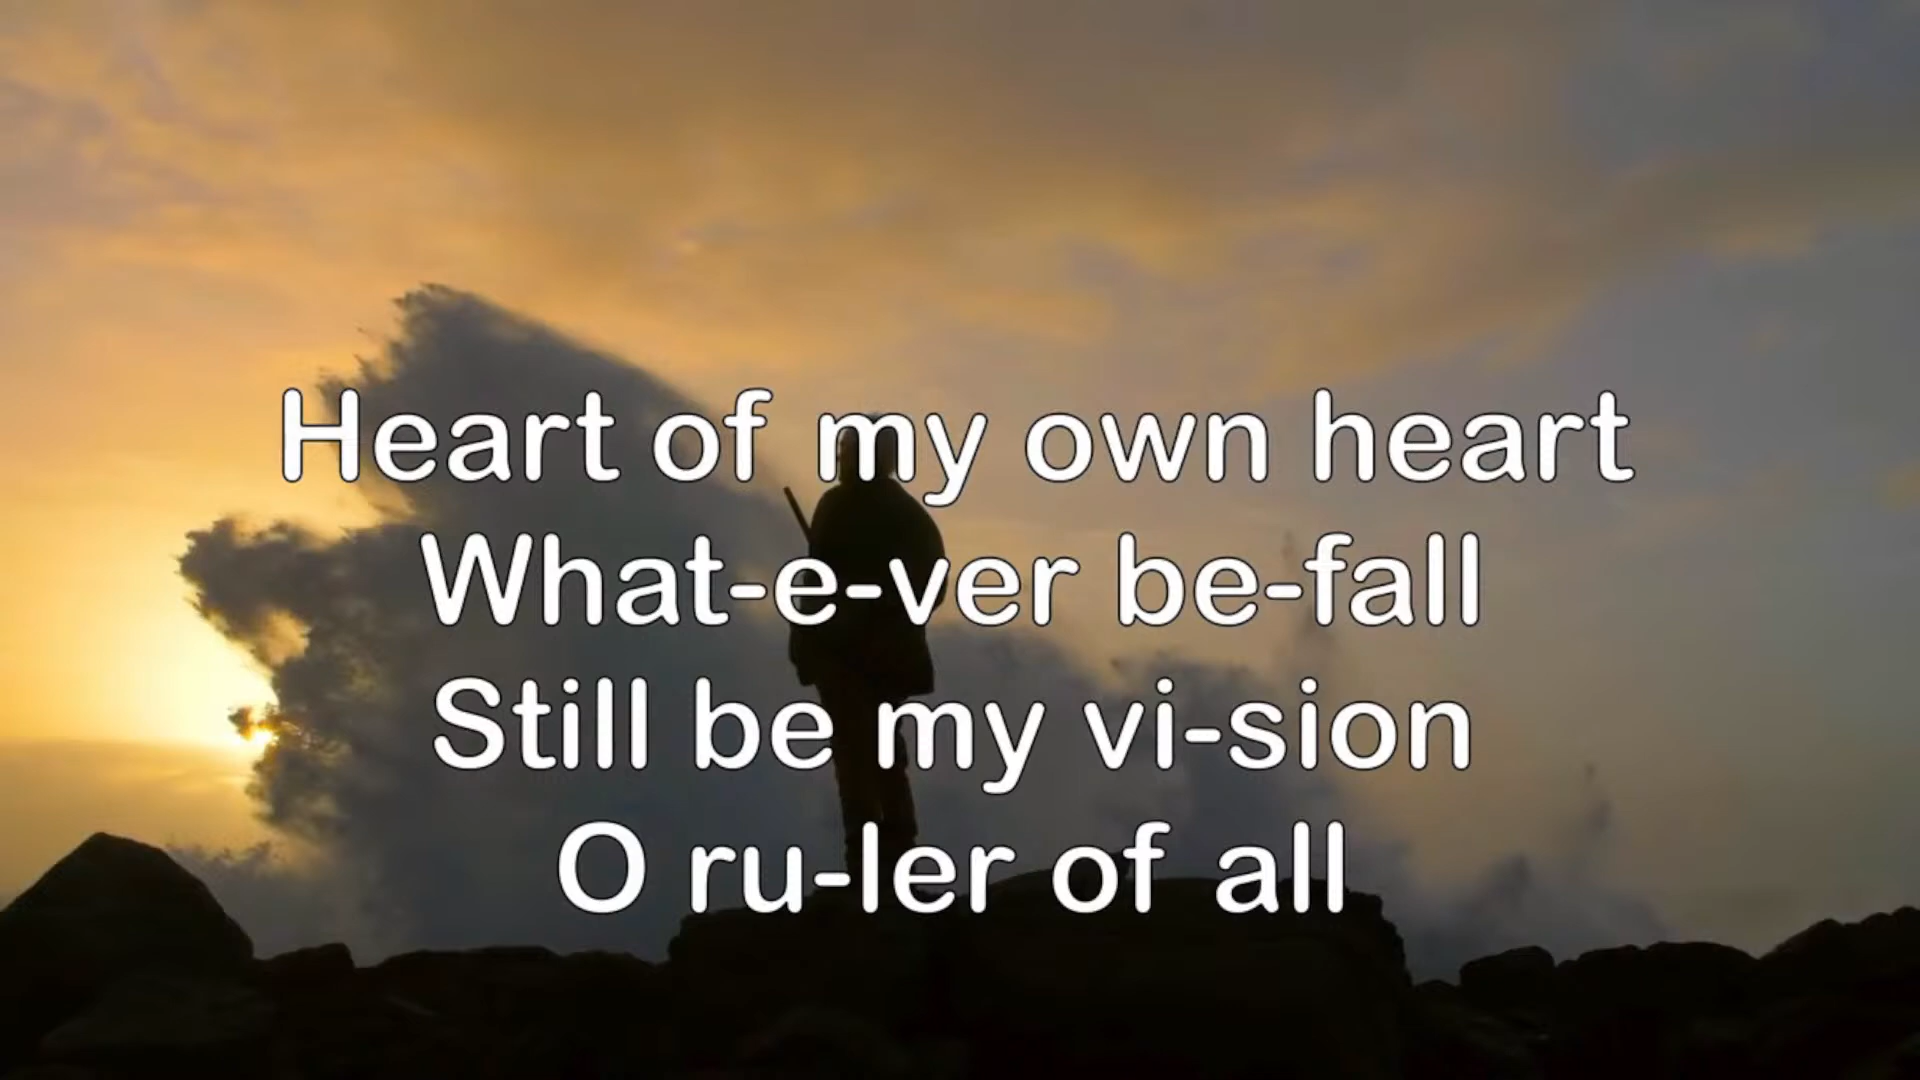 Heart of my own heart
What-e-ver be-fall
Still be my vi-sion
O ru-ler of all